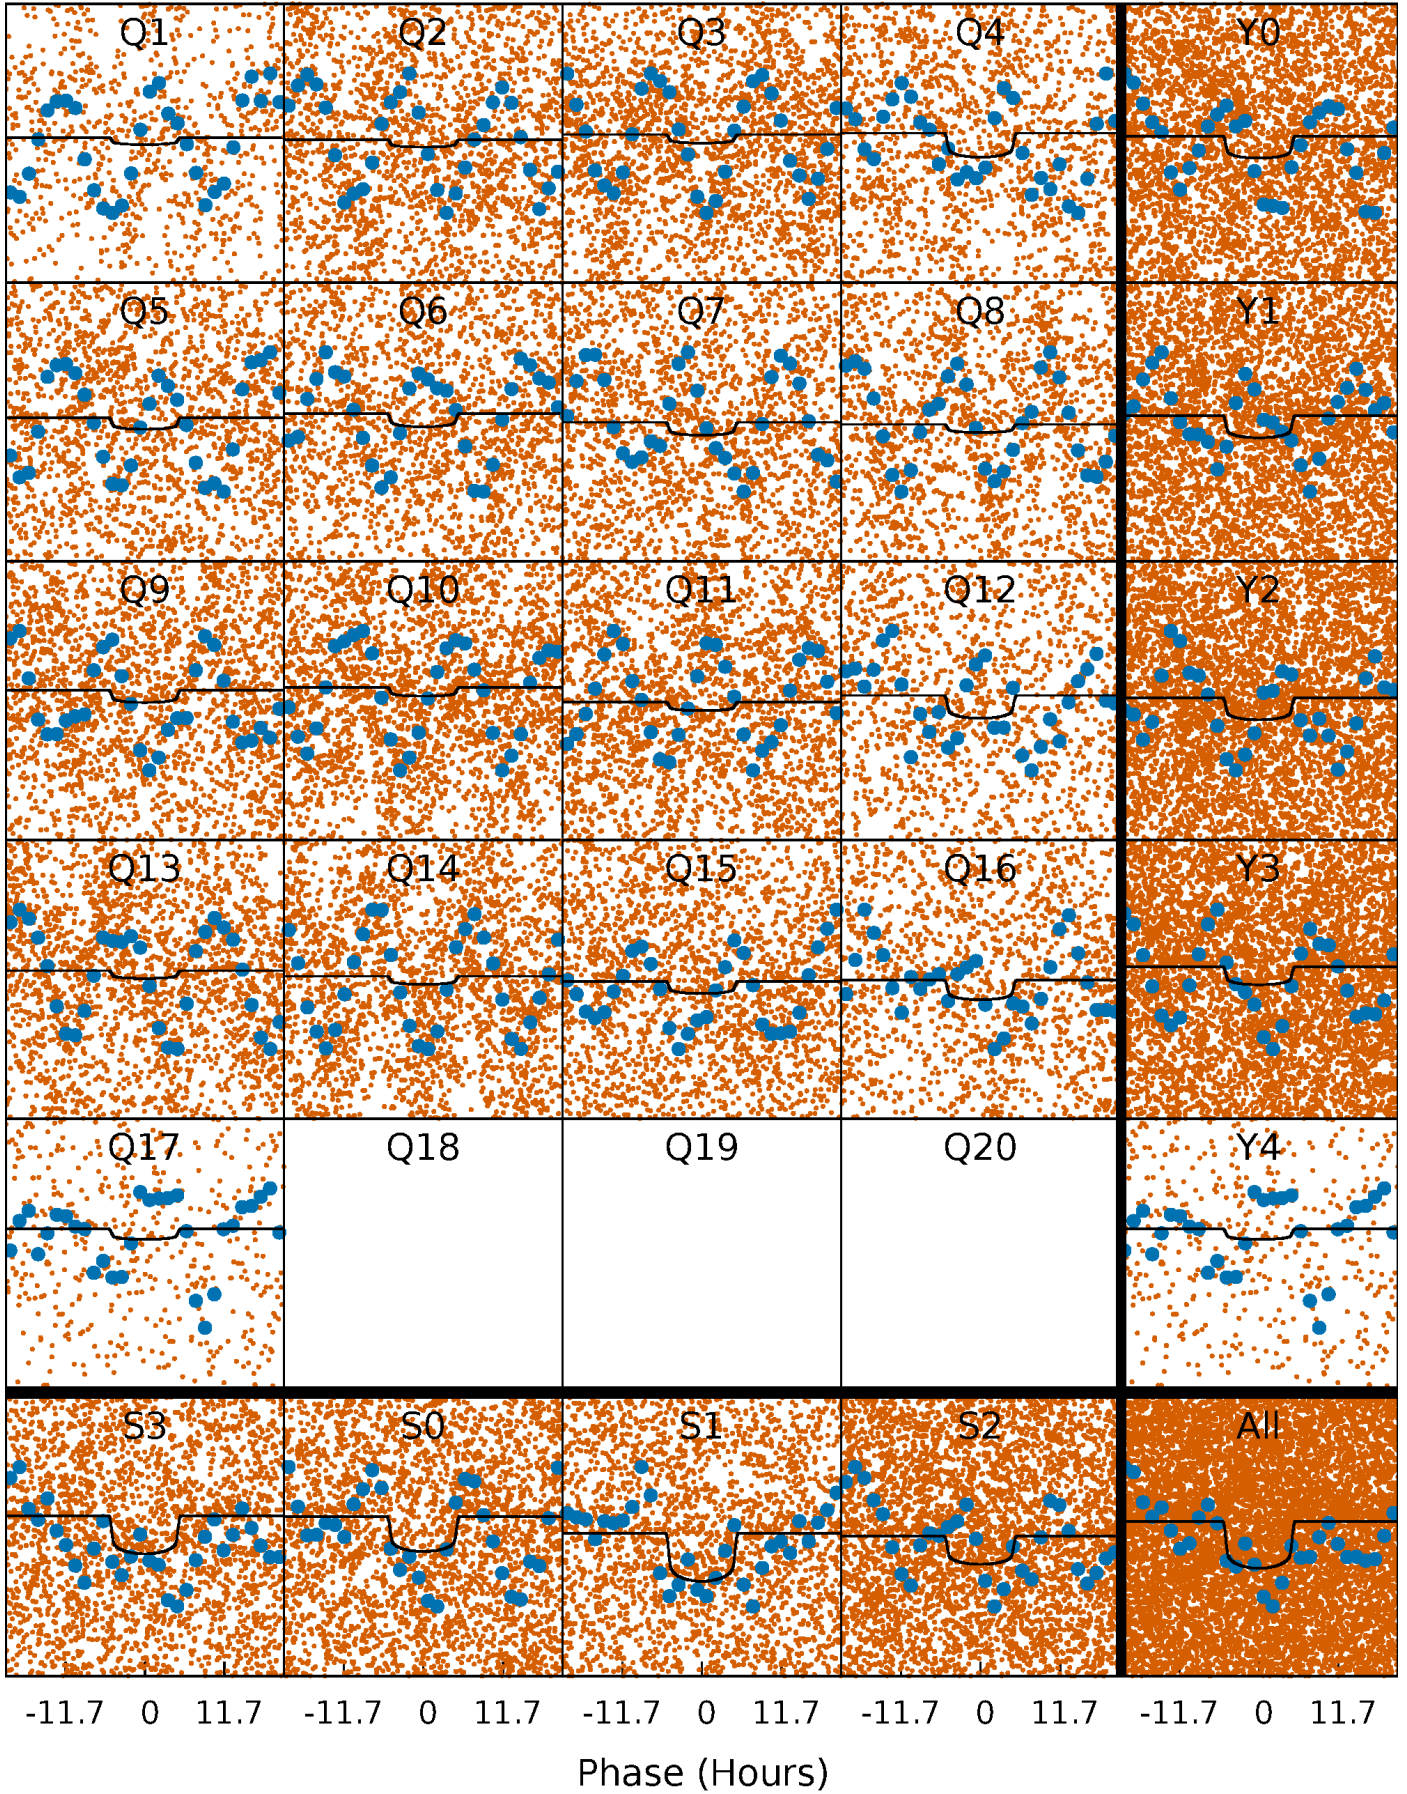 Q1 Q2 Q3 Q4 Y0
Q5 Q6 Q7 Q8 Y1
Q9 Q10 Q11 Q12 Y2
Q13 Q14 Q15 Q16 Y3
Q17 Q18 Q19 Q20 Y4
S3 S0 S1 S2 All
-11.7 0 11.7 -11.7 0 11.7 -11.7 0 11.7 -11.7 0 11.7 -11.7 0 11.7
Phase (Hours)